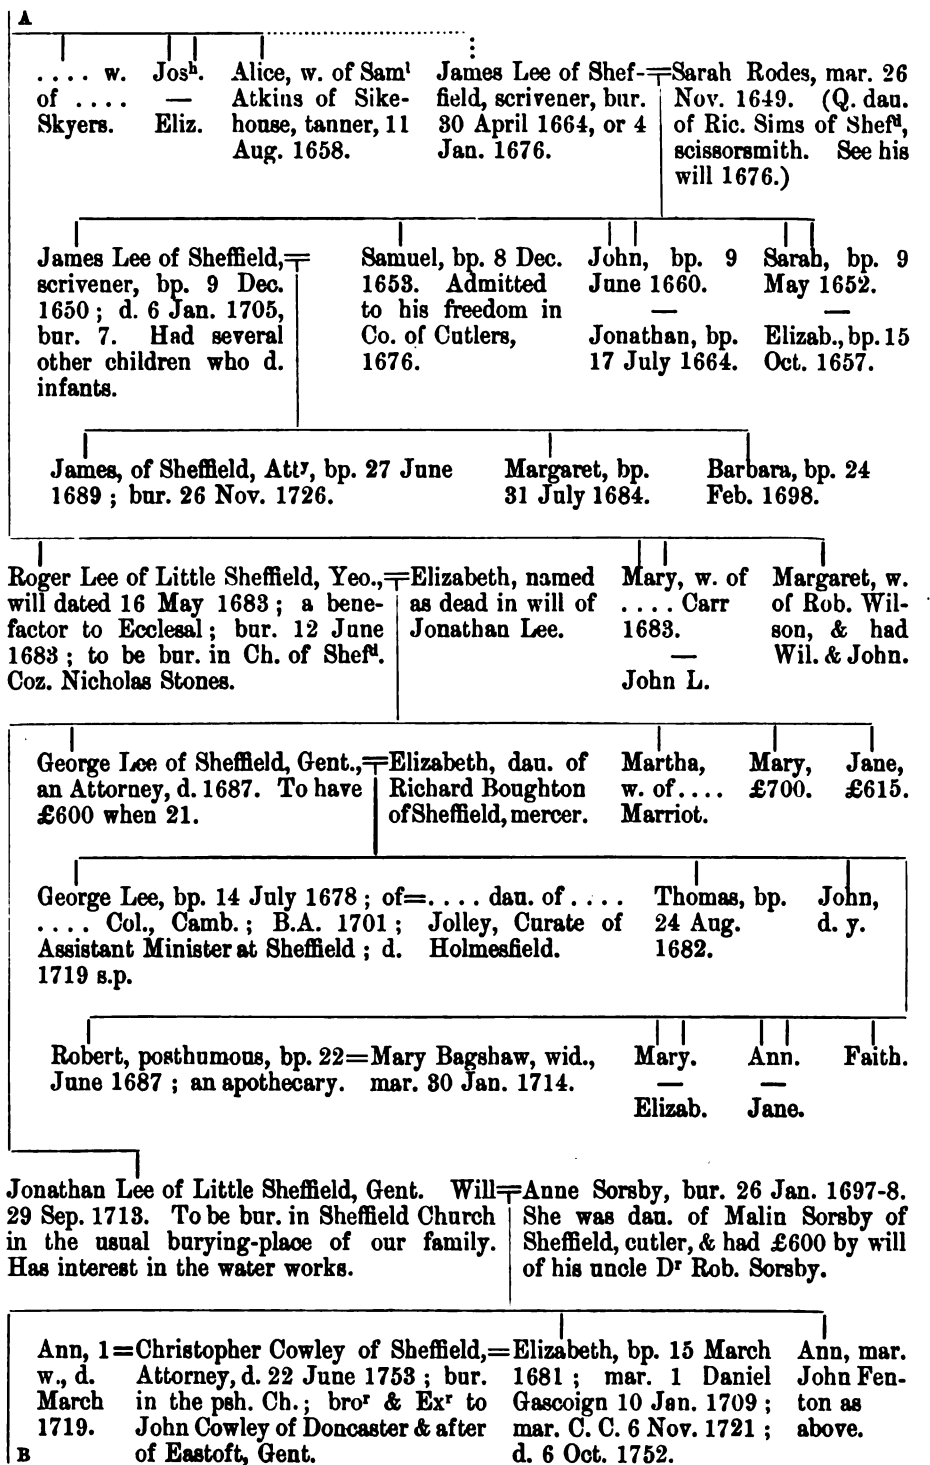 A
.... w.
of ....
Skyers.
Josʰ.
—
Eliz.
Alice, w. of Samˡ
Atkins of Sike-
house, tanner, 11
Aug. 1658.
James Lee of Shef-
field, scrivener, bur.
30 April 1664, or 4
Jan. 1676.
Sarah Rodes, mar. 26
Nov. 1649. (Q. dau.
of Ric. Sims of Shefᵈ,
scissorsmith. See his
will 1676.)
James Lee of Sheffield,
scrivener, bp. 9 Dec.
1650; d. 6 Jan. 1705,
bur. 7. Had several
other children who d.
infants.
Samuel, bp. 8 Dec.
1653. Admitted
to his freedom in
Co. of Cutlers,
1676.
John, bp. 9
June 1660.
—
Jonathan, bp.
17 July 1664.
Sarah, bp. 9
May 1652.
—
Elizab., bp. 15
Oct. 1657.
James, of Sheffield, Attʸ, bp. 27 June
1689; bur. 26 Nov. 1726.
Margaret, bp.
31 July 1684.
Barbara, bp. 24
Feb. 1698.
Roger Lee of Little Sheffield, Yeo.,
will dated 16 May 1683; a bene-
factor to Ecclesal; bur. 12 June
1683; to be bur. in Ch. of Shefᵈ.
Coz. Nicholas Stones.
Elizabeth, named
as dead in will of
Jonathan Lee.
Mary, w. of
.... Carr
1683.
—
John L.
Margaret, w.
of Rob. Wil-
son, & had
Wil. & John.
George Lee of Sheffield, Gent.,
an Attorney, d. 1687. To have
£600 when 21.
Elizabeth, dau. of
Richard Boughton
of Sheffield, mercer.
Martha,
w. of....
Marriot.
Mary,
£700.
Jane,
£615.
George Lee, bp. 14 July 1678; of
.... Col., Camb.; B.A. 1701;
Assistant Minister at Sheffield; d.
1719 s.p.
=.... dau. of ....
Jolley, Curate of
Holmesfield.
Thomas, bp.
24 Aug.
1682.
John,
d. y.
Robert, posthumous, bp. 22
June 1687; an apothecary.
=Mary Bagshaw, wid.,
mar. 30 Jan. 1714.
Mary.
—
Elizab.
Ann.
—
Jane.
Faith.
Jonathan Lee of Little Sheffield, Gent. Will
29 Sep. 1713. To be bur. in Sheffield Church
in the usual burying-place of our family.
Has interest in the water works.
Anne Sorsby, bur. 26 Jan. 1697-8.
She was dau. of Malin Sorsby of
Sheffield, cutler, & had £600 by will
of his uncle Dʳ Rob. Sorsby.
Ann, 1
w., d.
March
1719.
=Christopher Cowley of Sheffield,
Attorney, d. 22 June 1753; bur.
in the psh. Ch.; broʳ & Exʳ to
John Cowley of Doncaster & after
of Eastoft, Gent.
=Elizabeth, bp. 15 March
1681; mar. 1 Daniel
Gascoign 10 Jan. 1709;
mar. C. C. 6 Nov. 1721;
d. 6 Oct. 1752.
Ann, mar.
John Fen-
ton as
above.
B